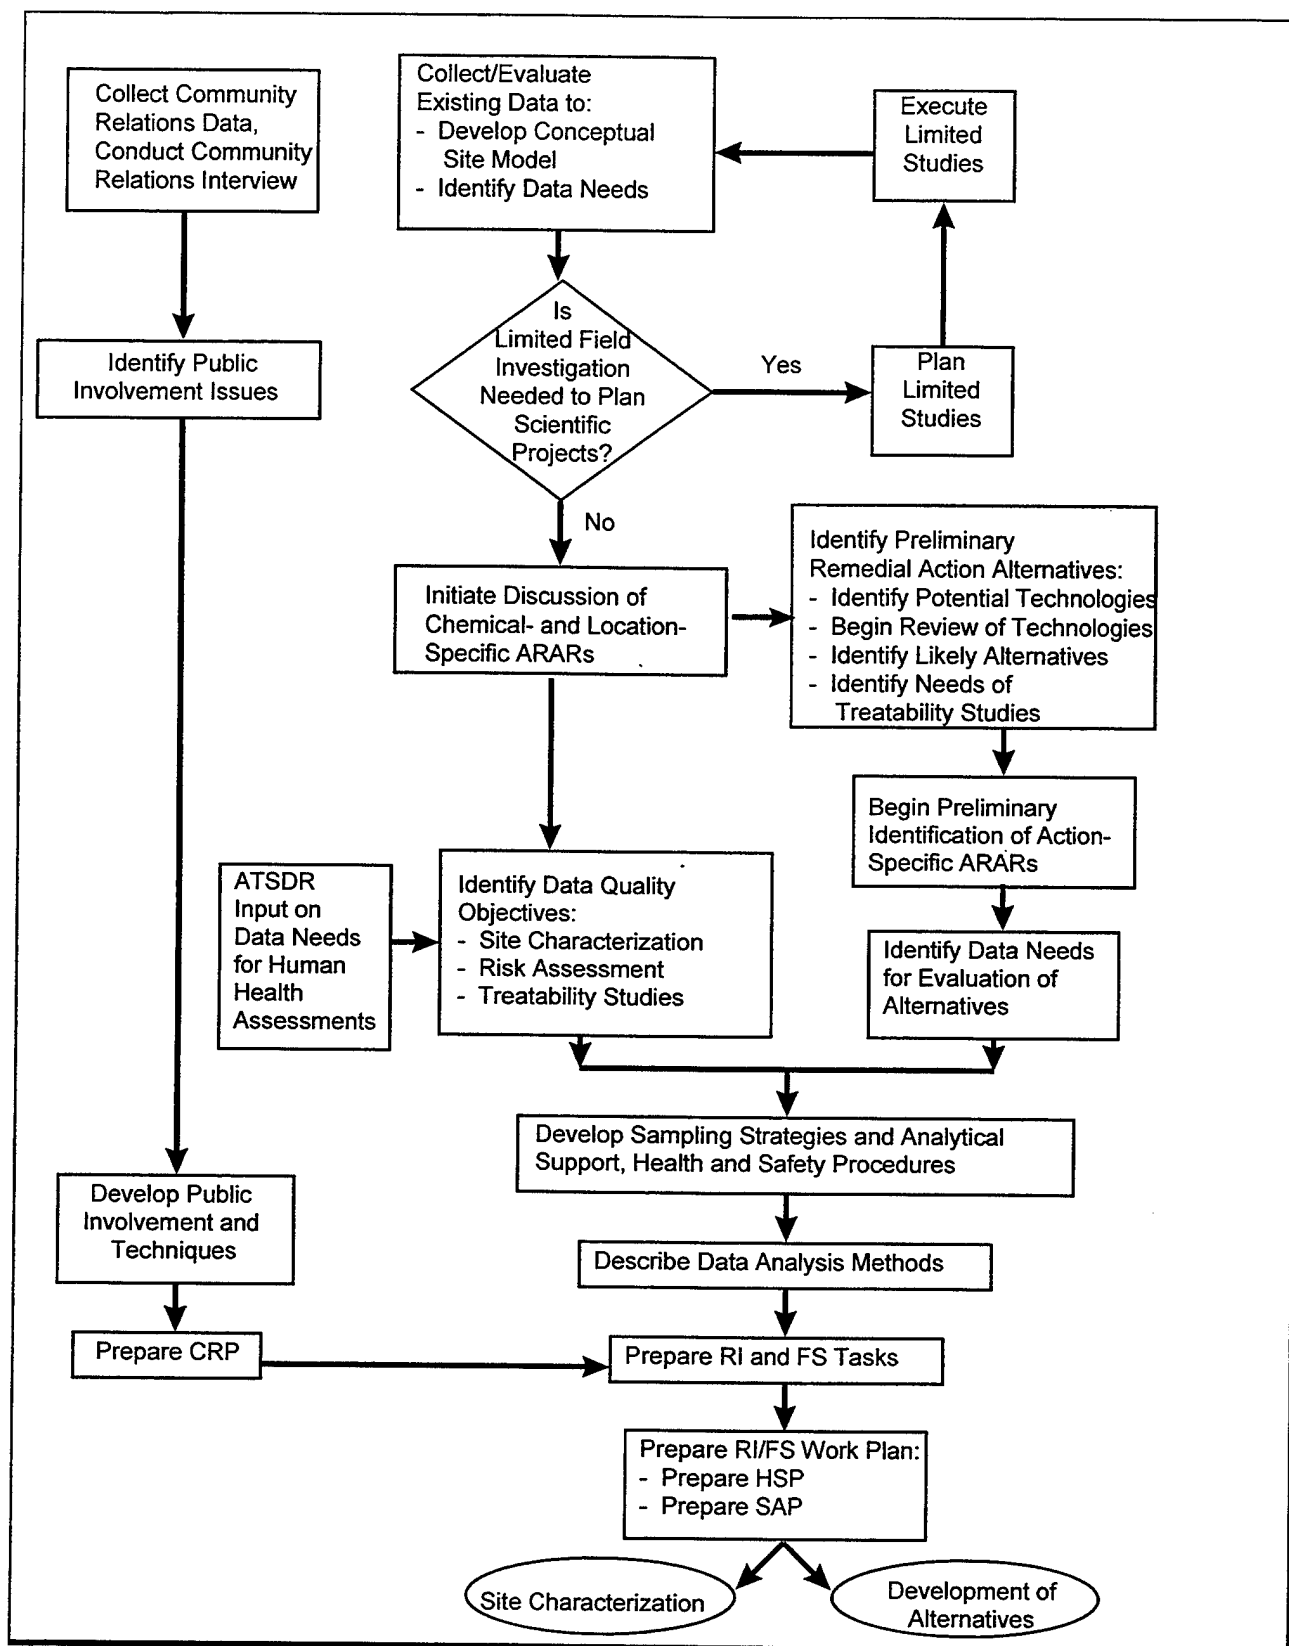 Collect Community
Relations Data,
Conduct Community
Relations Interview
Collect/Evaluate
Existing Data to:
- Develop Conceptual
Site Model
- Identify Data Needs
Execute
Limited
Studies
Identify Public
Involvement Issues
Is
Limited Field
Investigation
Needed to Plan
Scientific
Projects?
Yes
Plan
Limited
Studies
No
Initiate Discussion of
Chemical- and Location-
Specific ARARs
Identify Preliminary
Remedial Action Alternatives:
- Identify Potential Technologies
- Begin Review of Technologies
- Identify Likely Alternatives
- Identify Needs of
Treatability Studies
Begin Preliminary
Identification of Action-
Specific ARARs
ATSDR
Input on
Data Needs
for Human
Health
Assessments
Identify Data Quality
Objectives:
- Site Characterization
- Risk Assessment
- Treatability Studies
Identify Data Needs
for Evaluation of
Alternatives
Develop Sampling Strategies and Analytical
Support, Health and Safety Procedures
Develop Public
Involvement and
Techniques
Describe Data Analysis Methods
Prepare CRP
Prepare RI and FS Tasks
Prepare RI/FS Work Plan:
- Prepare HSP
- Prepare SAP
Site Characterization
Development of
Alternatives